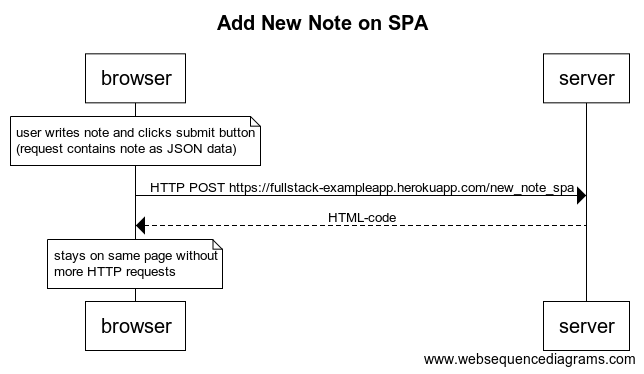 Add New Note on SPA
browser
server
user writes note and clicks submit button
(request contains note as JSON data)
HTTP POST https://fullstack-exampleapp.herokuapp.com/new_note_spa
HTML-code
stays on same page without
more HTTP requests
browser
server
www.websequencediagrams.com